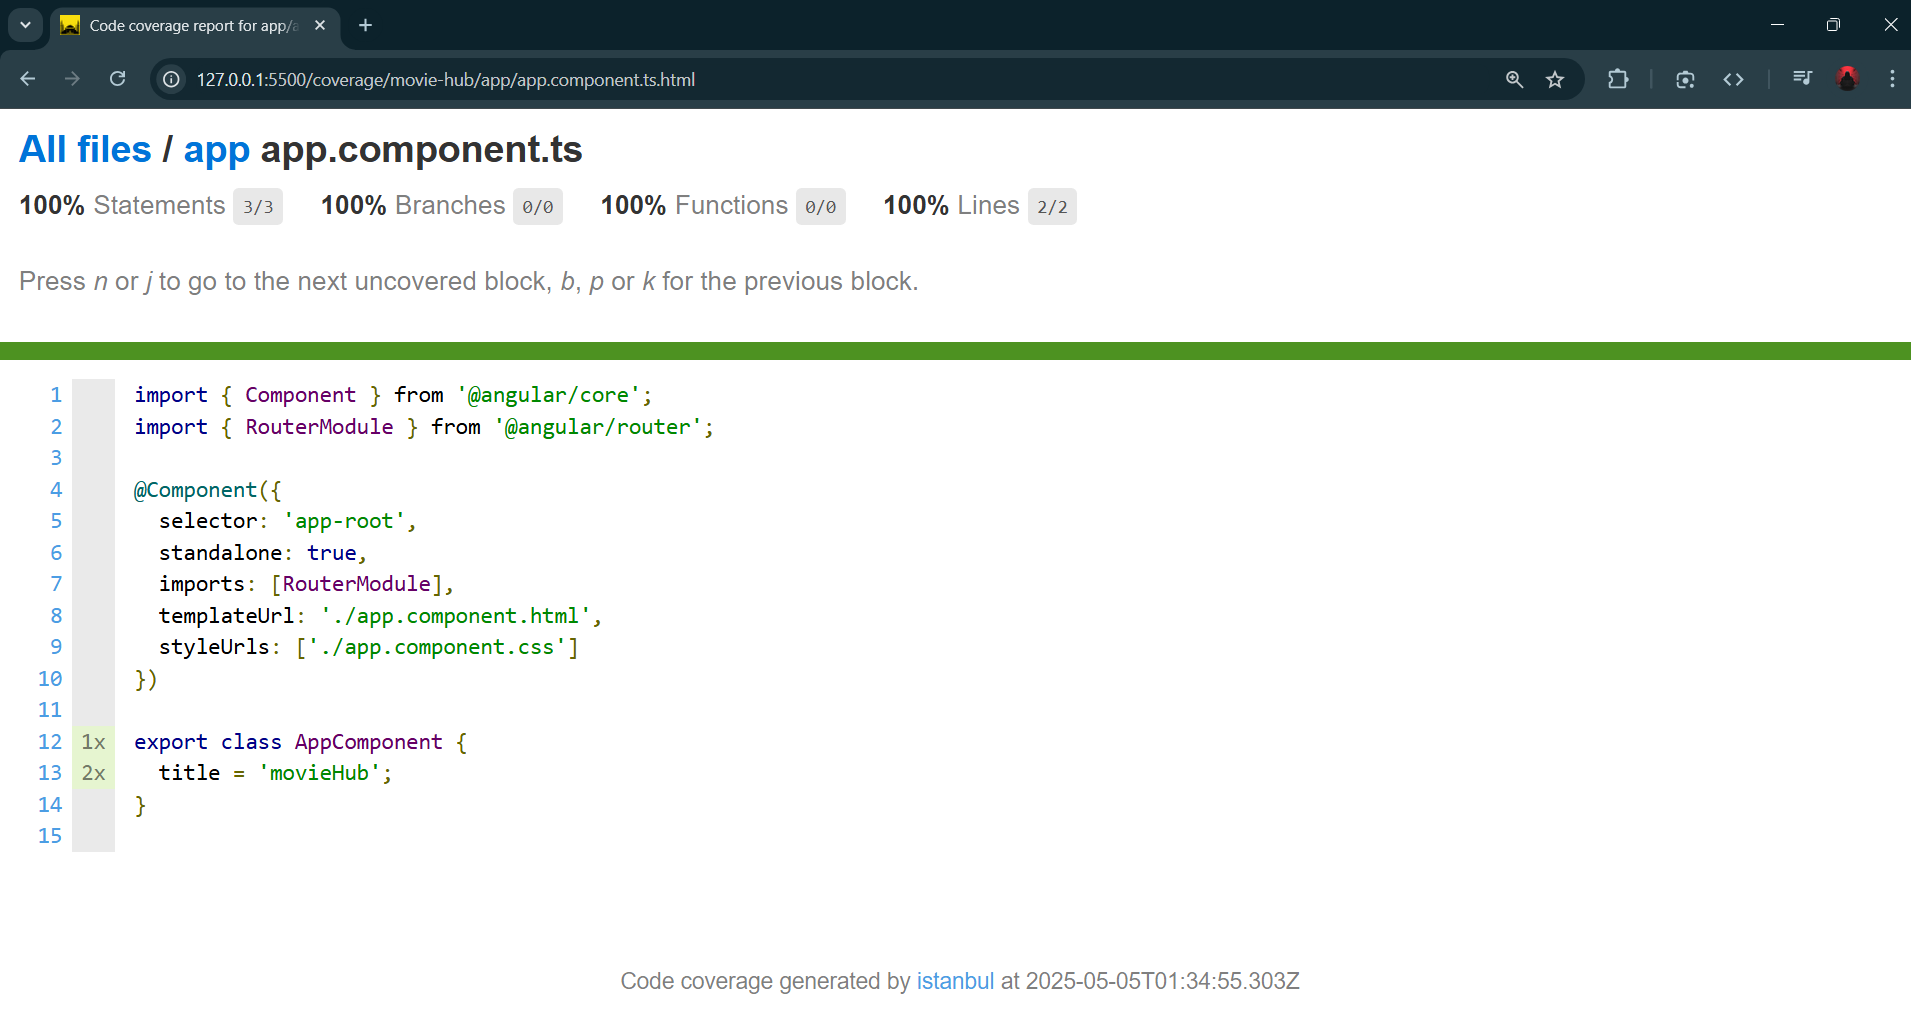 Code coverage report for app/a
127.0.0.1:5500/coverage/movie-hub/app/app.component.ts.html
All files / app app.component.ts
100% Statements 3/3 100% Branches 0/0 100% Functions 0/0 100% Lines 2/2
Press n or j to go to the next uncovered block, b, p or k for the previous block.
1 import { Component } from '@angular/core';
2 import { RouterModule } from '@angular/router';
3
4 @Component({
5   selector: 'app-root',
6   standalone: true,
7   imports: [RouterModule],
8   templateUrl: './app.component.html',
9   styleUrls: ['./app.component.css']
10 })
11
12 1x export class AppComponent {
13 2x   title = 'movieHub';
14 }
15
Code coverage generated by istanbul at 2025-05-05T01:34:55.303Z